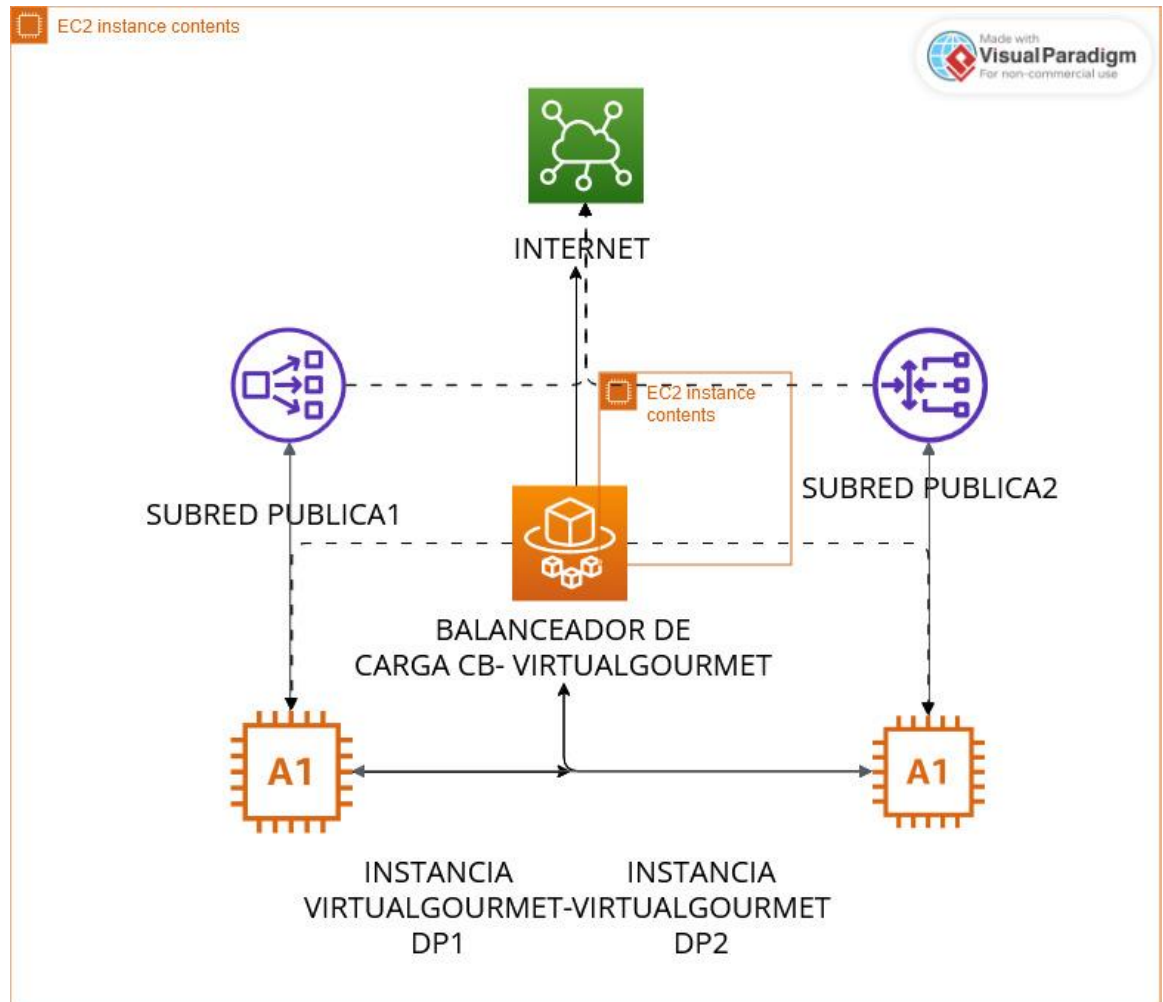 EC2 instance contents
Made with
Visual Paradigm
For non-commercial use
INTERNET
EC2 instance
contents
SUBRED PUBLICA1
SUBRED PUBLICA2
BALANCEADOR DE
CARGA CB- VIRTUALGOURMET
A1
A1
INSTANCIA
VIRTUALGOURMET-
DP1
INSTANCIA
VIRTUALGOURMET
DP2